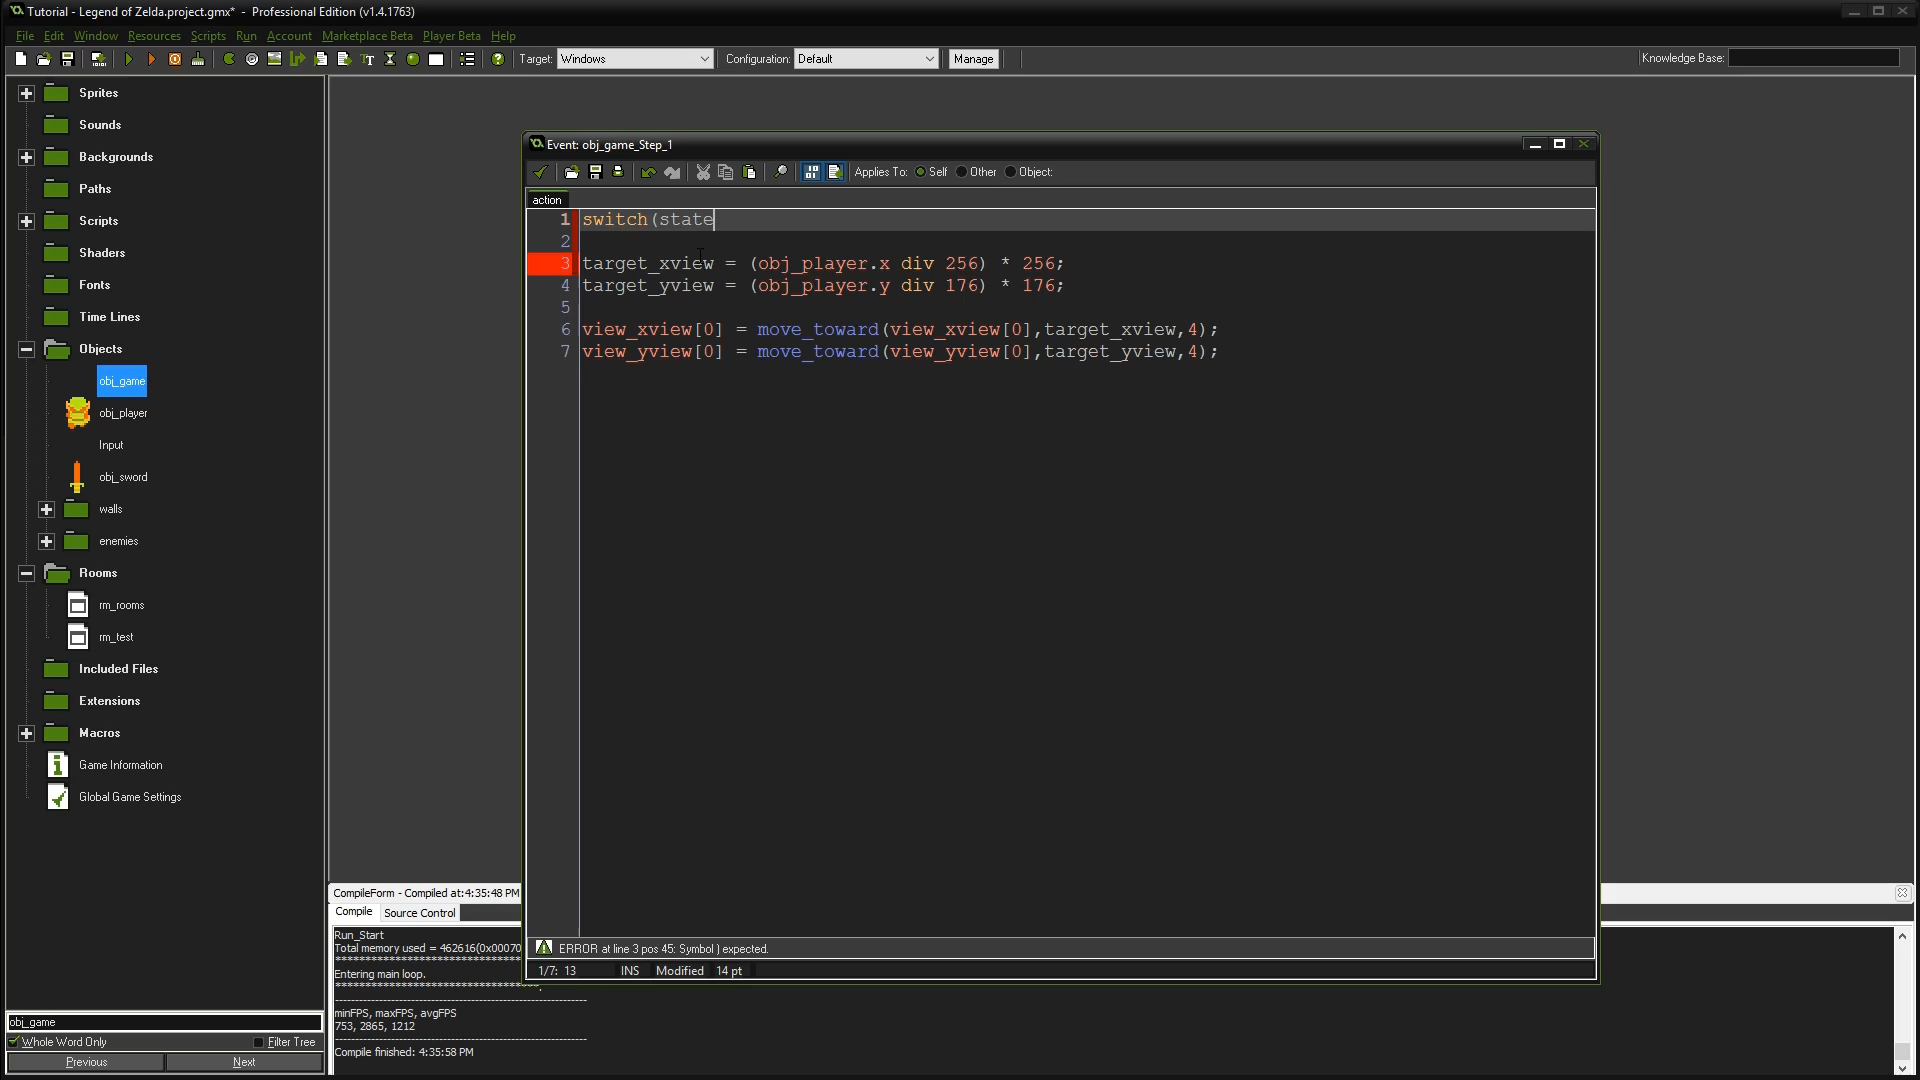 Tutorial - Legend of Zelda.project.gmx*  -  Professional Edition (v1.4.1763)
File Edit Window Resources Scripts Run Account Marketplace Beta Player Beta Help
Target: Windows Configuration: Default Manage Knowledge Base:
Sprites
Sounds
Backgrounds
Paths
Scripts
Shaders
Fonts
Time Lines
Objects
obj_game
obj_player
Input
obj_sword
walls
enemies
Rooms
rm_rooms
rm_test
Included Files
Extensions
Macros
Game Information
Global Game Settings
obj_game
Whole Word Only Filter Tree
Previous Next
Event: obj_game_Step_1
Applies To: Self Other Object:
action
1 switch(state
2
3 target_xview = (obj_player.x div 256) * 256;
4 target_yview = (obj_player.y div 176) * 176;
5
6 view_xview[0] = move_toward(view_xview[0],target_xview,4);
7 view_yview[0] = move_toward(view_yview[0],target_yview,4);
ERROR at line 3 pos 45: Symbol ) expected.
1/7: 13 INS Modified 14 pt
CompileForm - Compiled at:4:35:48 PM
Compile Source Control
Run_Start
Total memory used = 462616(0x00070
Entering main loop.
minFPS, maxFPS, avgFPS
753, 2865, 1212
Compile finished: 4:35:58 PM